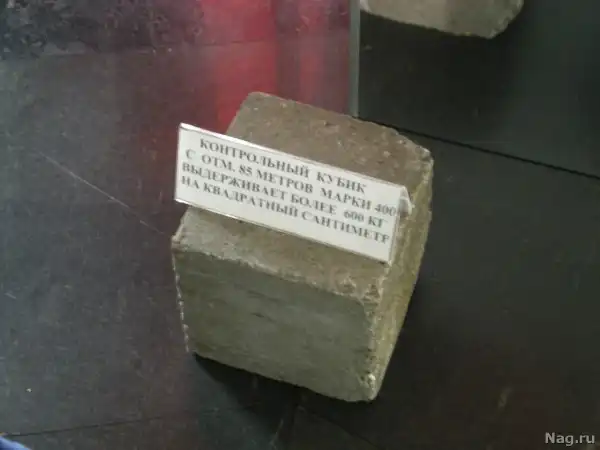 КОНТРОЛЬНЫЙ КУБИК
С ОТМ. 85 МЕТРОВ МАРКИ 400
ВЫДЕРЖИВАЕТ БОЛЕЕ 600 КГ
НА КВАДРАТНЫЙ САНТИМЕТР
Nag.ru